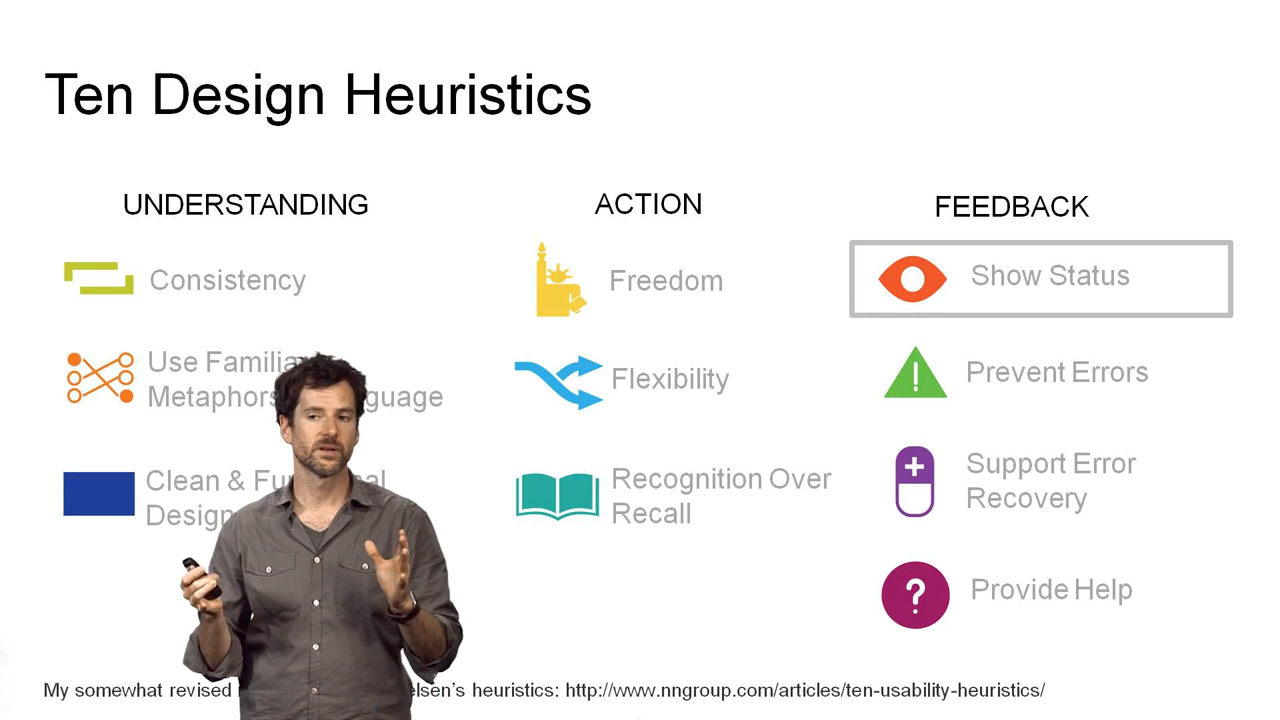 Ten Design Heuristics
UNDERSTANDING
Consistency
Use Familiar
Metaphors guage
Clean & Fu al
Design
ACTION
Freedom
Flexibility
Recognition Over
Recall
FEEDBACK
Show Status
Prevent Errors
Support Error
Recovery
Provide Help
My somewhat revised elsen's heuristics: http://www.nngroup.com/articles/ten-usability-heuristics/